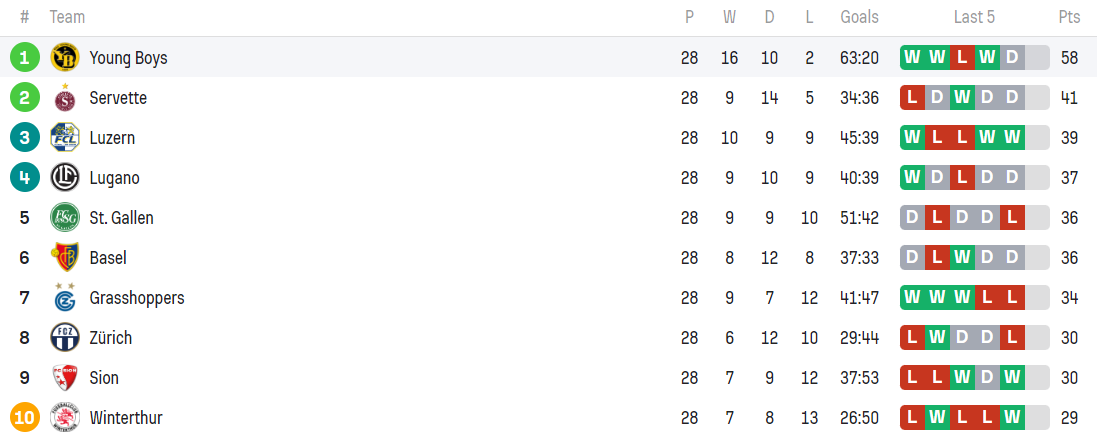 # Team P W D L Goals Last 5 Pts
1 Young Boys 28 16 10 2 63:20 W W L W D 58
2 Servette 28 9 14 5 34:36 L D W D D 41
3 Luzern 28 10 9 9 45:39 W L L W W 39
4 Lugano 28 9 10 9 40:39 W D L D D 37
5 St. Gallen 28 9 9 10 51:42 D L D D L 36
6 Basel 28 8 12 8 37:33 D L W D D 36
7 Grasshoppers 28 9 7 12 41:47 W W W L L 34
8 Zürich 28 6 12 10 29:44 L W D D L 30
9 Sion 28 7 9 12 37:53 L L W D W 30
10 Winterthur 28 7 8 13 26:50 L W L L W 29